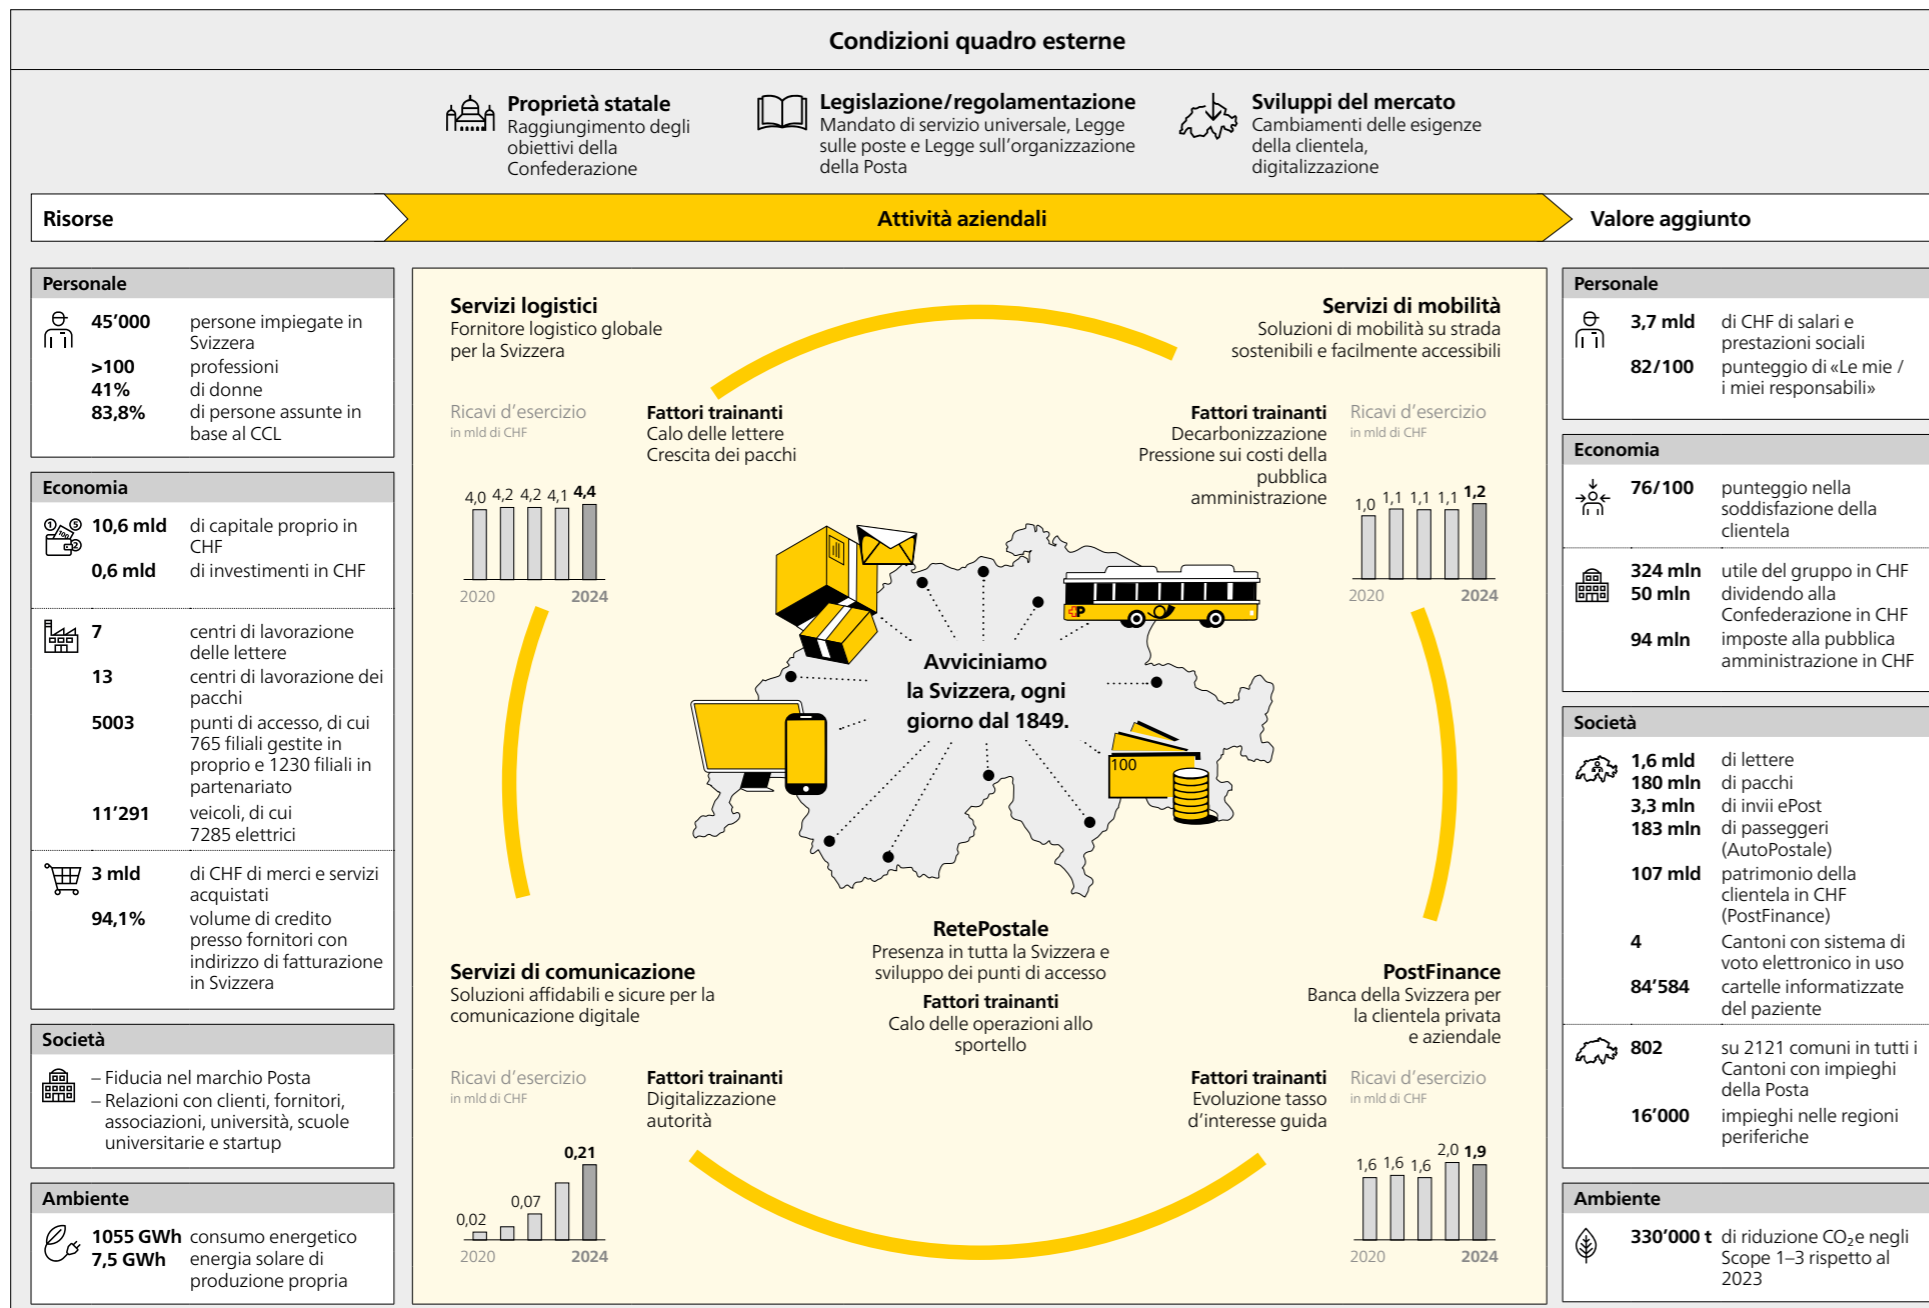 Condizioni quadro esterne
Proprietà statale
Raggiungimento degli
obiettivi della
Confederazione
Legislazione/regolamentazione
Mandato di servizio universale, Legge
sulle poste e Legge sull'organizzazione
della Posta
Sviluppi del mercato
Cambiamenti delle esigenze
della clientela,
digitalizzazione
Risorse
Attività aziendali
Valore aggiunto
Personale
45'000 persone impiegate in
Svizzera
>100 professioni
41% di donne
83,8% di persone assunte in
base al CCL
Economia
10,6 mld di capitale proprio in
CHF
0,6 mld di investimenti in CHF
7 centri di lavorazione
delle lettere
13 centri di lavorazione dei
pacchi
5003 punti di accesso, di cui
765 filiali gestite in
proprio e 1230 filiali in
partenariato
11'291 veicoli, di cui
7285 elettrici
3 mld di CHF di merci e servizi
acquistati
94,1% volume di credito
presso fornitori con
indirizzo di fatturazione
in Svizzera
Società
– Fiducia nel marchio Posta
– Relazioni con clienti, fornitori,
associazioni, università, scuole
universitarie e startup
Ambiente
1055 GWh consumo energetico
7,5 GWh energia solare di
produzione propria
Servizi logistici
Fornitore logistico globale
per la Svizzera
Ricavi d'esercizio
in mld di CHF
Fattori trainanti
Calo delle lettere
Crescita dei pacchi
4,0 4,2 4,2 4,1 4,4
2020 2024
Servizi di mobilità
Soluzioni di mobilità su strada
sostenibili e facilmente accessibili
Fattori trainanti
Decarbonizzazione
Pressione sui costi della
pubblica
amministrazione
Ricavi d'esercizio
in mld di CHF
1,0 1,1 1,1 1,1 1,2
2020 2024
P
Avviciniamo
la Svizzera, ogni
giorno dal 1849.
100
RetePostale
Presenza in tutta la Svizzera e
sviluppo dei punti di accesso
Fattori trainanti
Calo delle operazioni allo
sportello
Servizi di comunicazione
Soluzioni affidabili e sicure per la
comunicazione digitale
Ricavi d'esercizio
in mld di CHF
Fattori trainanti
Digitalizzazione
autorità
0,02 0,07 0,21
2020 2024
PostFinance
Banca della Svizzera per
la clientela privata
e aziendale
Fattori trainanti
Evoluzione tasso
d'interesse guida
Ricavi d'esercizio
in mld di CHF
1,6 1,6 1,6 2,0 1,9
2020 2024
Personale
3,7 mld di CHF di salari e
prestazioni sociali
82/100 punteggio di «Le mie /
i miei responsabili»
Economia
76/100 punteggio nella
soddisfazione della
clientela
324 mln utile del gruppo in CHF
50 mln dividendo alla
Confederazione in CHF
94 mln imposte alla pubblica
amministrazione in CHF
Società
1,6 mld di lettere
180 mln di pacchi
3,3 mln di invii ePost
183 mln di passeggeri
(AutoPostale)
107 mld patrimonio della
clientela in CHF
(PostFinance)
4 Cantoni con sistema di
voto elettronico in uso
84'584 cartelle informatizzate
del paziente
802 su 2121 comuni in tutti i
Cantoni con impieghi
della Posta
16'000 impieghi nelle regioni
periferiche
Ambiente
330'000 t di riduzione CO₂e negli
Scope 1–3 rispetto al
2023